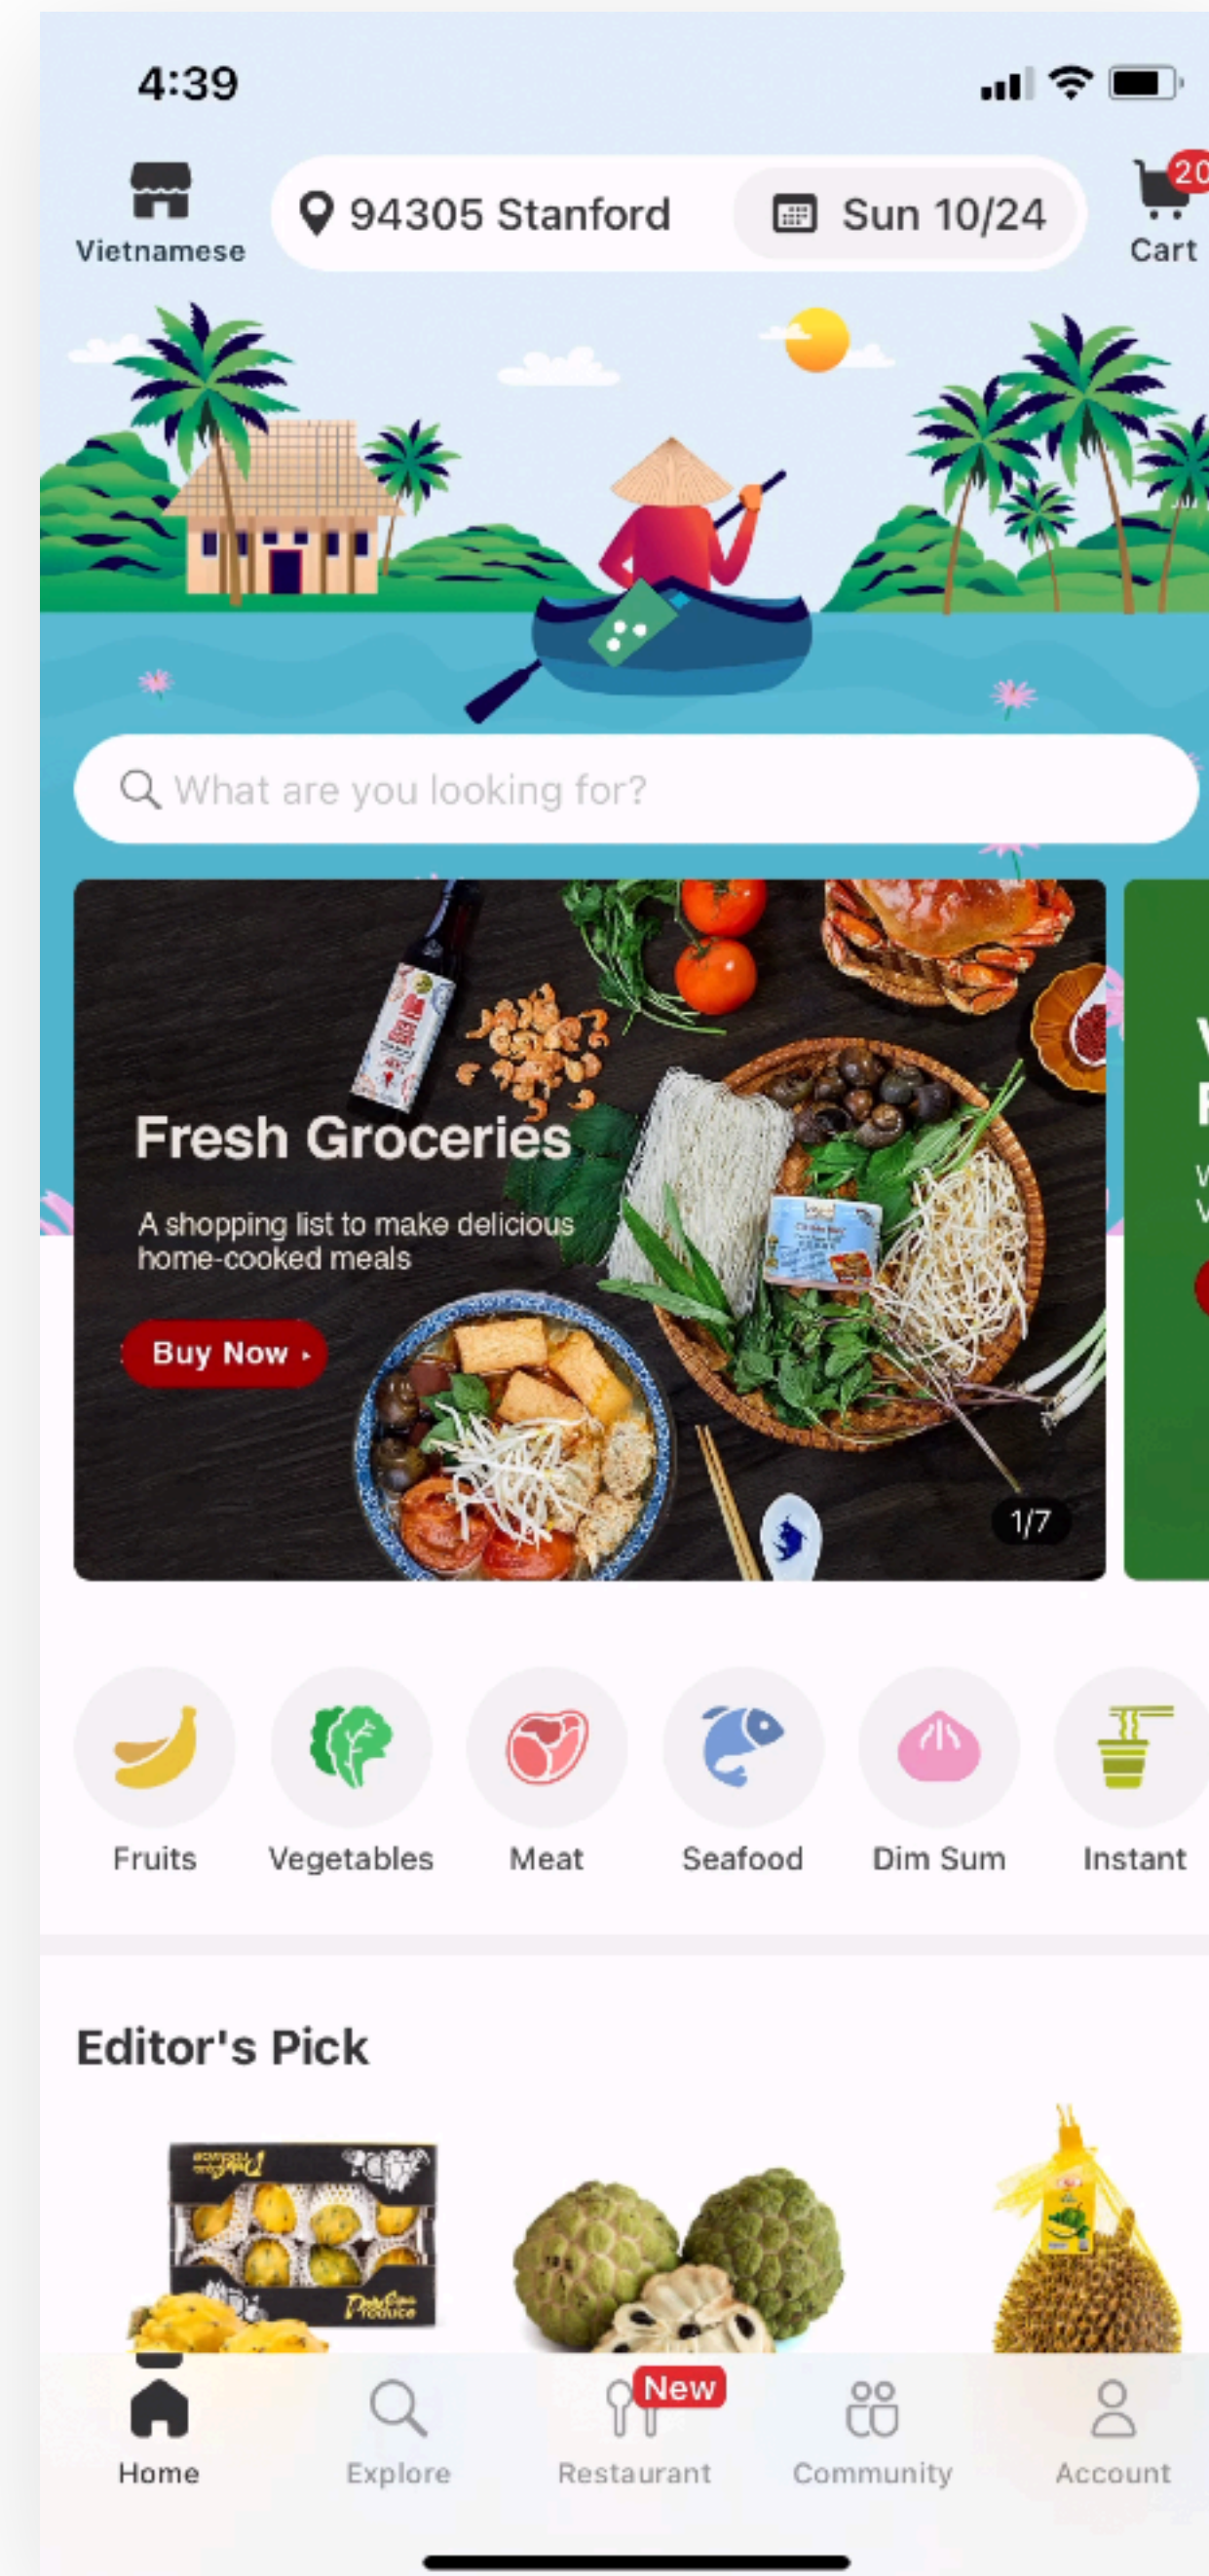 4:39
Vietnamese
94305 Stanford
Sun 10/24
20
Cart
What are you looking for?
Fresh Groceries
A shopping list to make delicious
home-cooked meals
Buy Now
1/7
Fruits
Vegetables
Meat
Seafood
Dim Sum
Instant
Editor's Pick
Produce
New
Home
Explore
Restaurant
Community
Account